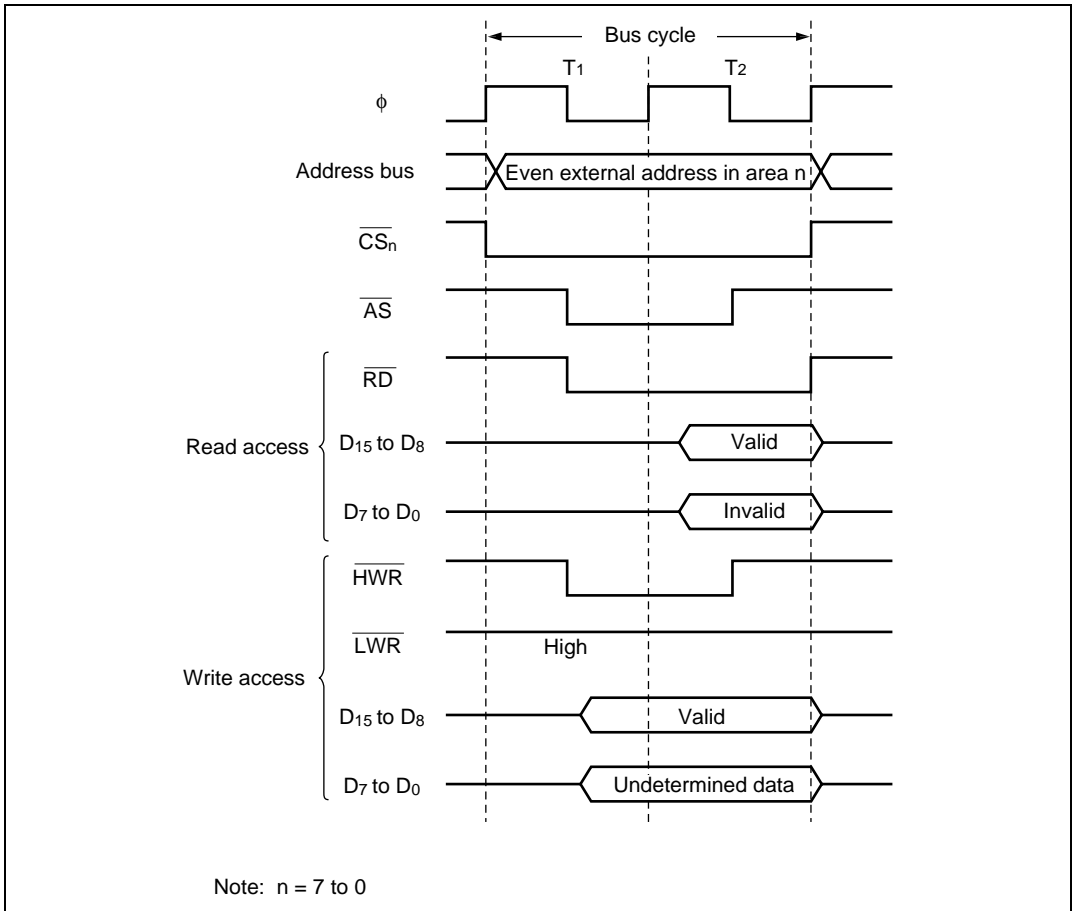 Bus cycle
T1 T2
φ
Address bus Even external address in area n
CSn
AS
RD
Read access D15 to D8 Valid
D7 to D0 Invalid
HWR
LWR High
Write access
D15 to D8 Valid
D7 to D0 Undetermined data
Note: n = 7 to 0